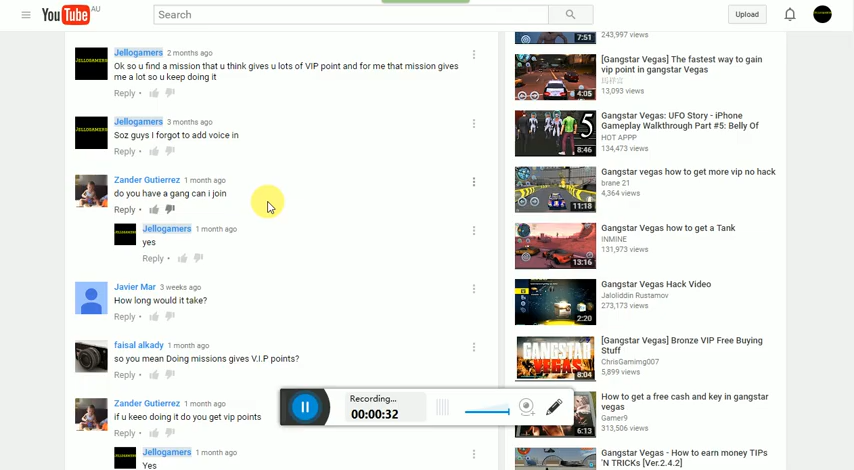 YouTube AU
Search
Upload
Jellogamers 2 months ago
Ok so u find a mission that u think gives u lots of VIP point and for me that mission gives
me a lot so u keep doing it
Reply •
Jellogamers 3 months ago
Soz guys I forgot to add voice in
Reply •
Zander Gutierrez 1 month ago
do you have a gang can i join
Reply •
Jellogamers 1 month ago
yes
Reply •
Javier Mar 3 weeks ago
How long would it take?
Reply •
faisal alkady 1 month ago
so you mean Doing missions gives V.I.P points?
Reply •
Zander Gutierrez 1 month ago
if u keeo doing it do you get vip points
Reply •
Jellogamers 1 month ago
Yes
7:51
243,997 views
[Gangstar Vegas] The fastest way to gain
vip point in gangstar Vegas
13,093 views
4:05
Gangstar Vegas: UFO Story - iPhone
Gameplay Walkthrough Part #5: Belly Of
HOT APPP
134,473 views
5
8:46
Gangstar Vegas how to get more vip no hack
brane 21
4,364 views
11:18
Gangstar Vegas how to get a Tank
INMINE
131,973 views
13:16
Gangstar Vegas Hack Video
Jaloliddin Rustamov
273,173 views
2:20
[Gangstar Vegas] Bronze VIP Free Buying
Stuff
ChrisGamimg007
5,899 views
GANGSTAR
VEGAS
8:04
How to get a free cash and key in gangstar
vegas
Gamer9
313,506 views
6:13
Gangstar Vegas - How to earn money TIPs
'N TRICKs [Ver.2.4.2]
Recording...
00:00:32